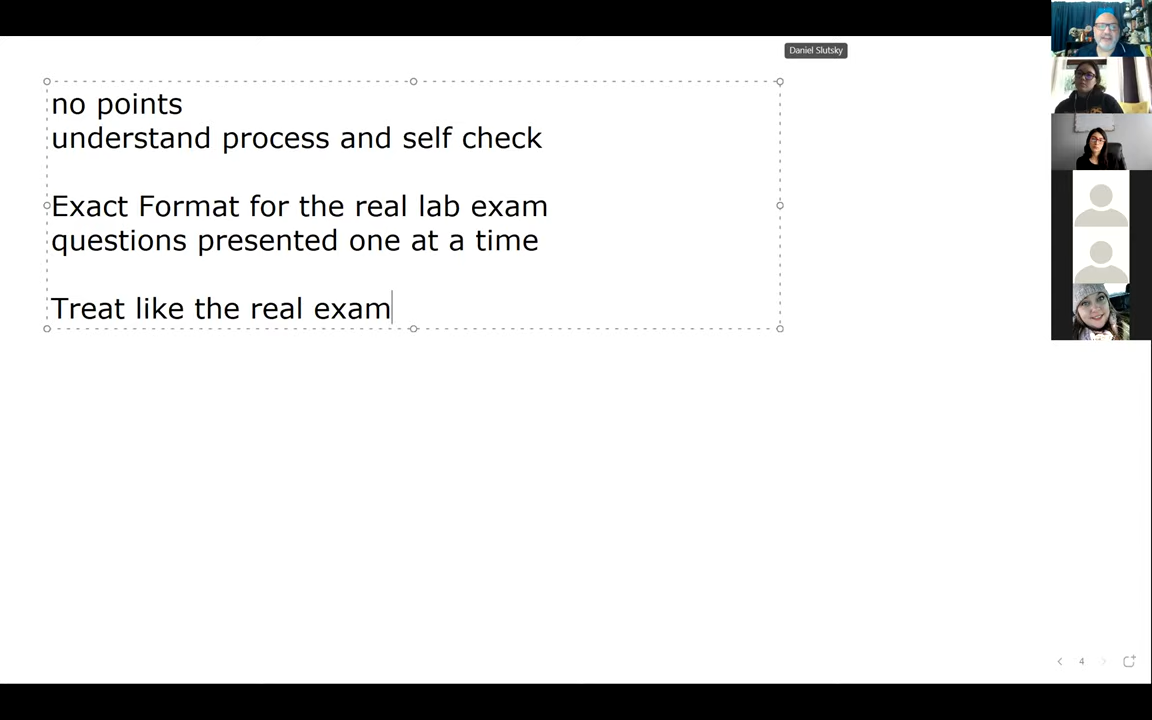 Daniel Slutsky
no points
understand process and self check
Exact Format for the real lab exam
questions presented one at a time
Treat like the real exam
4